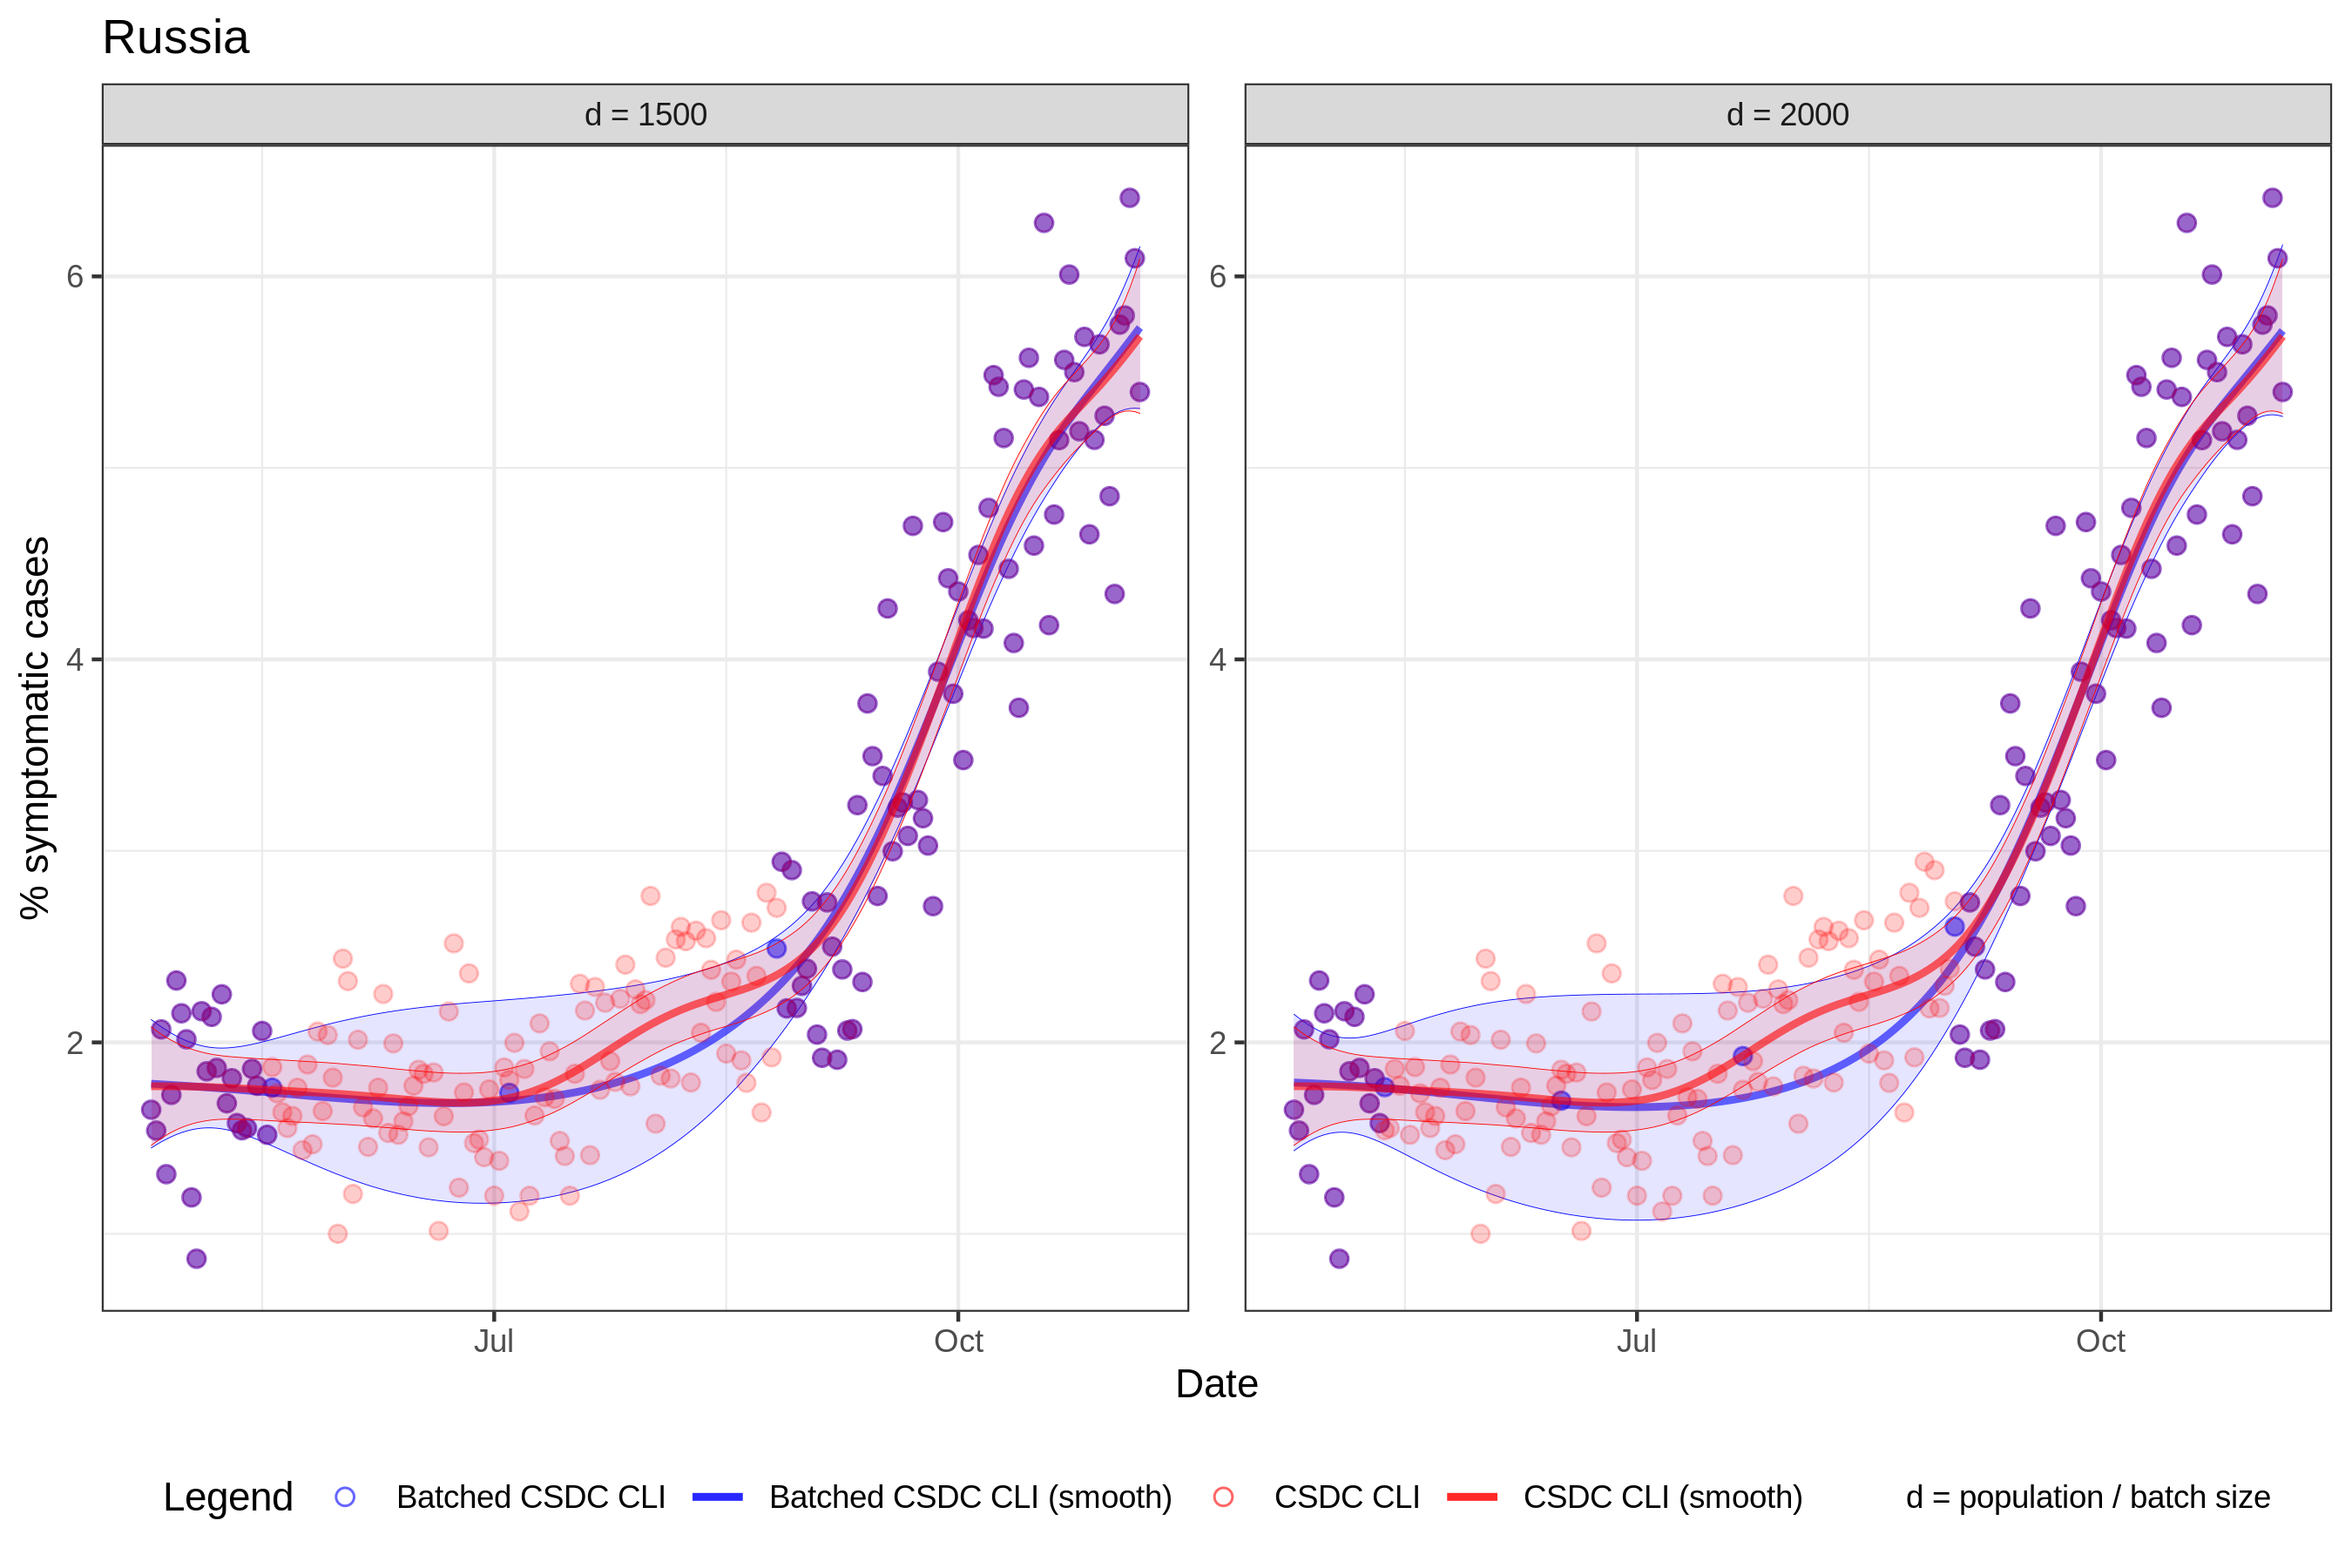 Russia
d = 1500
d = 2000
% symptomatic cases
6
4
2
6
4
2
Jul
Oct
Jul
Oct
Date
Legend
Batched CSDC CLI
Batched CSDC CLI (smooth)
CSDC CLI
CSDC CLI (smooth)
d = population / batch size